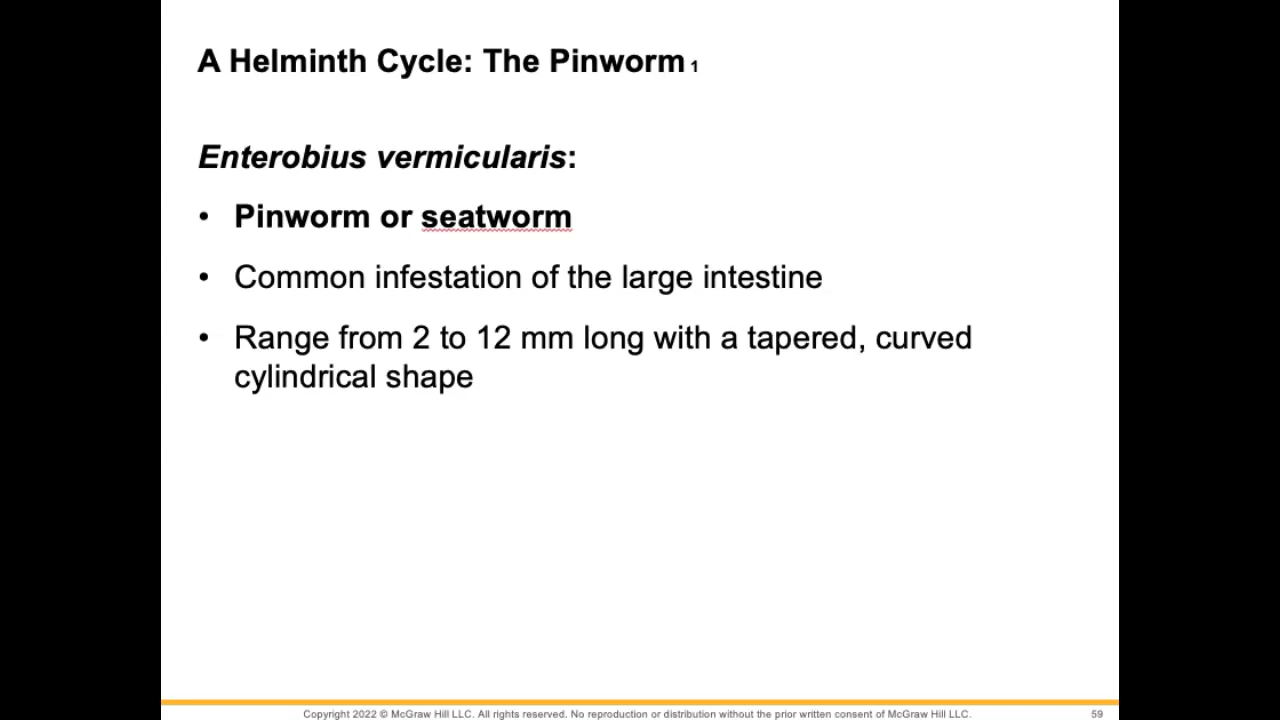 A Helminth Cycle: The Pinworm 1
Enterobius vermicularis:
• Pinworm or seatworm
• Common infestation of the large intestine
• Range from 2 to 12 mm long with a tapered, curved
cylindrical shape
Copyright 2022 © McGraw Hill LLC. All rights reserved. No reproduction or distribution without the prior written consent of McGraw Hill LLC.
59